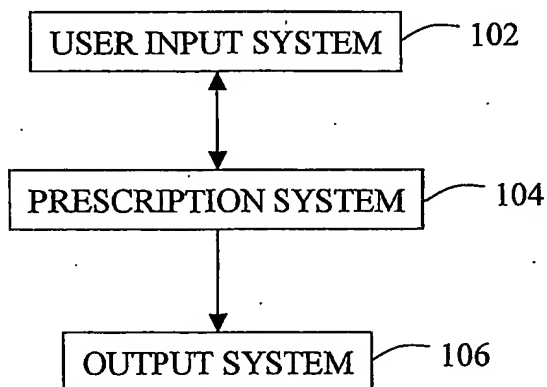 USER INPUT SYSTEM 102
PRESCRIPTION SYSTEM 104
OUTPUT SYSTEM 106